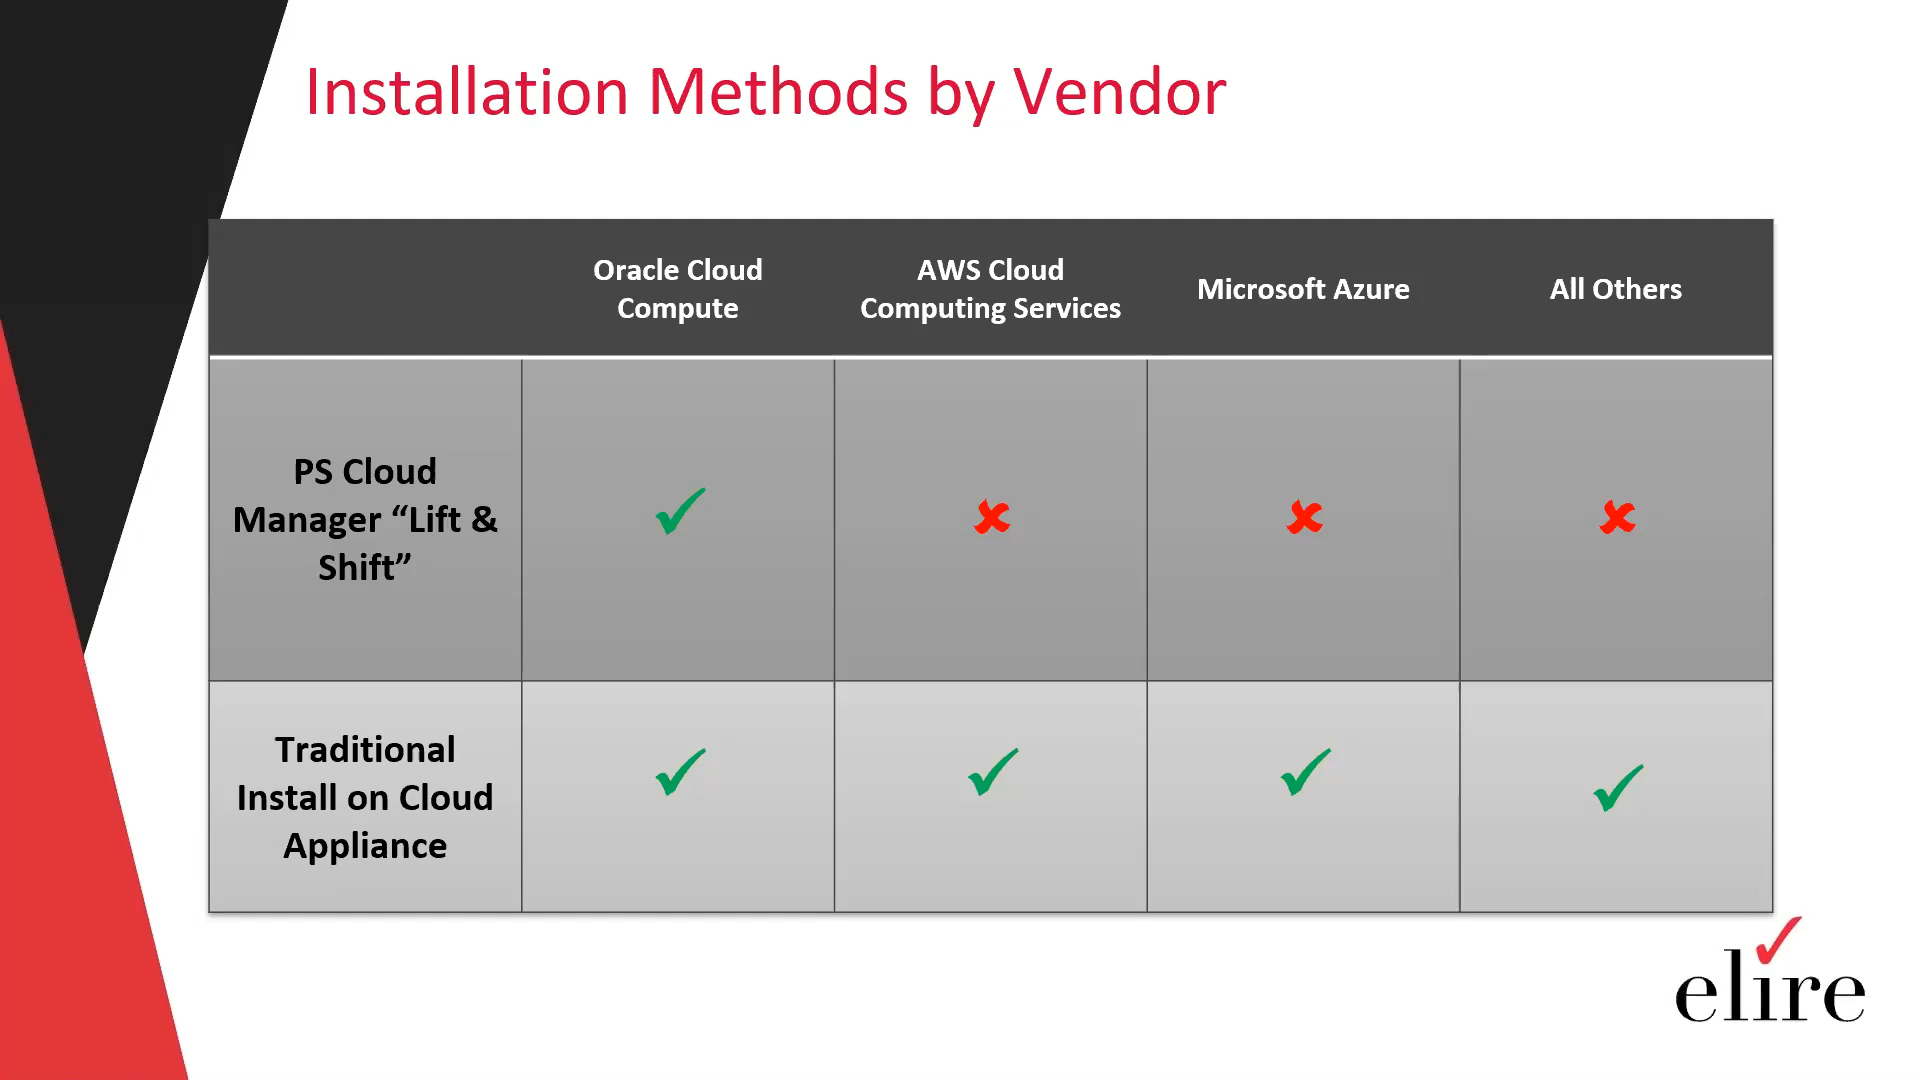 Installation Methods by Vendor
Oracle Cloud
Compute
AWS Cloud
Computing Services
Microsoft Azure
All Others
PS Cloud
Manager “Lift &
Shift”
✓
✘
✘
✘
Traditional
Install on Cloud
Appliance
✓
✓
✓
✓
elire